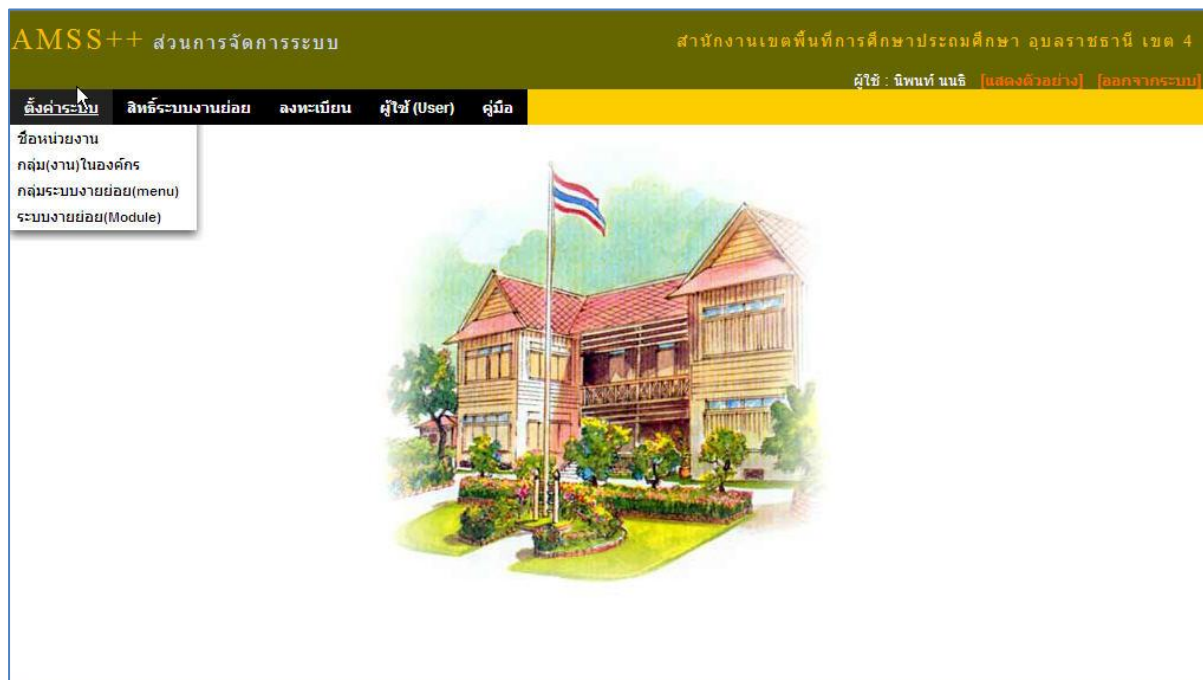 AMSS++ ส่วนการจัดการระบบ
สำนักงานเขตพื้นที่การศึกษาประถมศึกษา อุบลราชธานี เขต 4
ผู้ใช้ : นิพนท์ นนธิ [แสดงตัวอย่าง] [ออกจากระบบ]
ตั้งค่าระบบ สิทธิ์ระบบงานย่อย ลงทะเบียน ผู้ใช้ (User) คู่มือ
ชื่อหน่วยงาน
กลุ่ม(งาน)ในองค์กร
กลุ่มระบบงายย่อย(menu)
ระบบงายย่อย(Module)